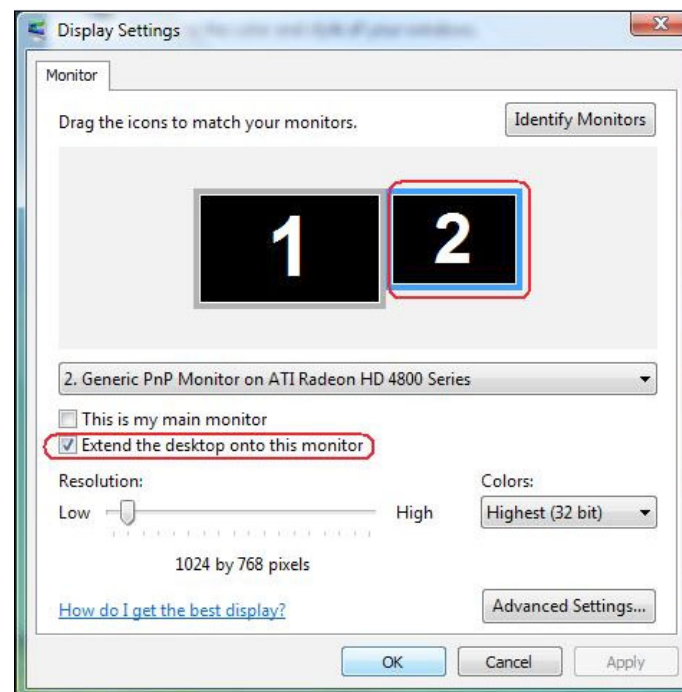 Display Settings
Monitor
Drag the icons to match your monitors.
Identify Monitors
1
2
2. Generic PnP Monitor on ATI Radeon HD 4800 Series
This is my main monitor
Extend the desktop onto this monitor
Resolution:
Colors:
Low
High
Highest (32 bit)
1024 by 768 pixels
How do I get the best display?
Advanced Settings...
OK
Cancel
Apply